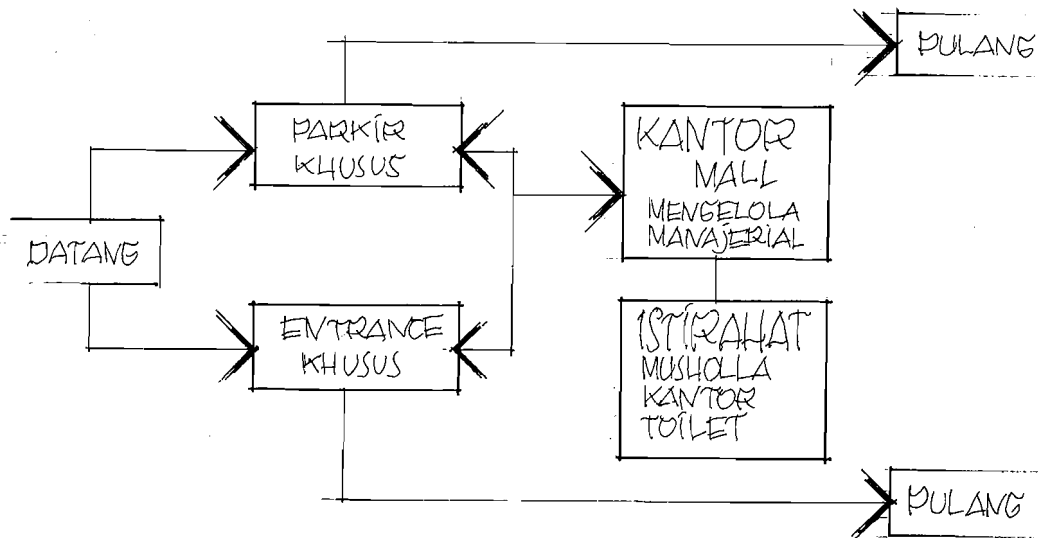 PULANG
PARKIR
KHUSUS
KANTOR
MALL
MENGELOLA
MANAJERIAL
DATANG
ENTRANCE
KHUSUS
ISTIRAHAT
MUSHOLLA
KANTOR
TOILET
PULANG